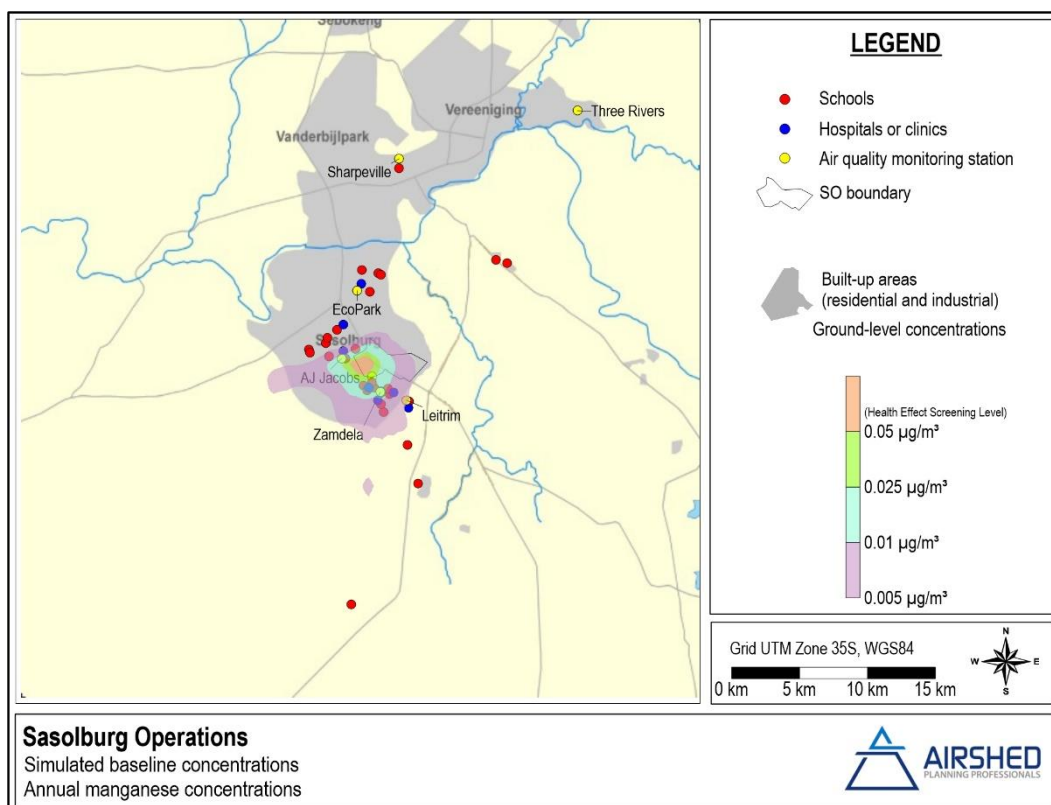 Sebokeng
Vereeniging
Three Rivers
Vanderbijlpark
Sharpeville
EcoPark
Sasolburg
AJ Jacobs
Leitrim
Zamdela
LEGEND
Schools
Hospitals or clinics
Air quality monitoring station
SO boundary
Built-up areas
(residential and industrial)
Ground-level concentrations
(Health Effect Screening Level)
0.05 µg/m³
0.025 µg/m³
0.01 µg/m³
0.005 µg/m³
Grid UTM Zone 35S, WGS84
N
W E
S
0 km 5 km 10 km 15 km
Sasolburg Operations
Simulated baseline concentrations
Annual manganese concentrations
AIRSHED
PLANNING PROFESSIONALS